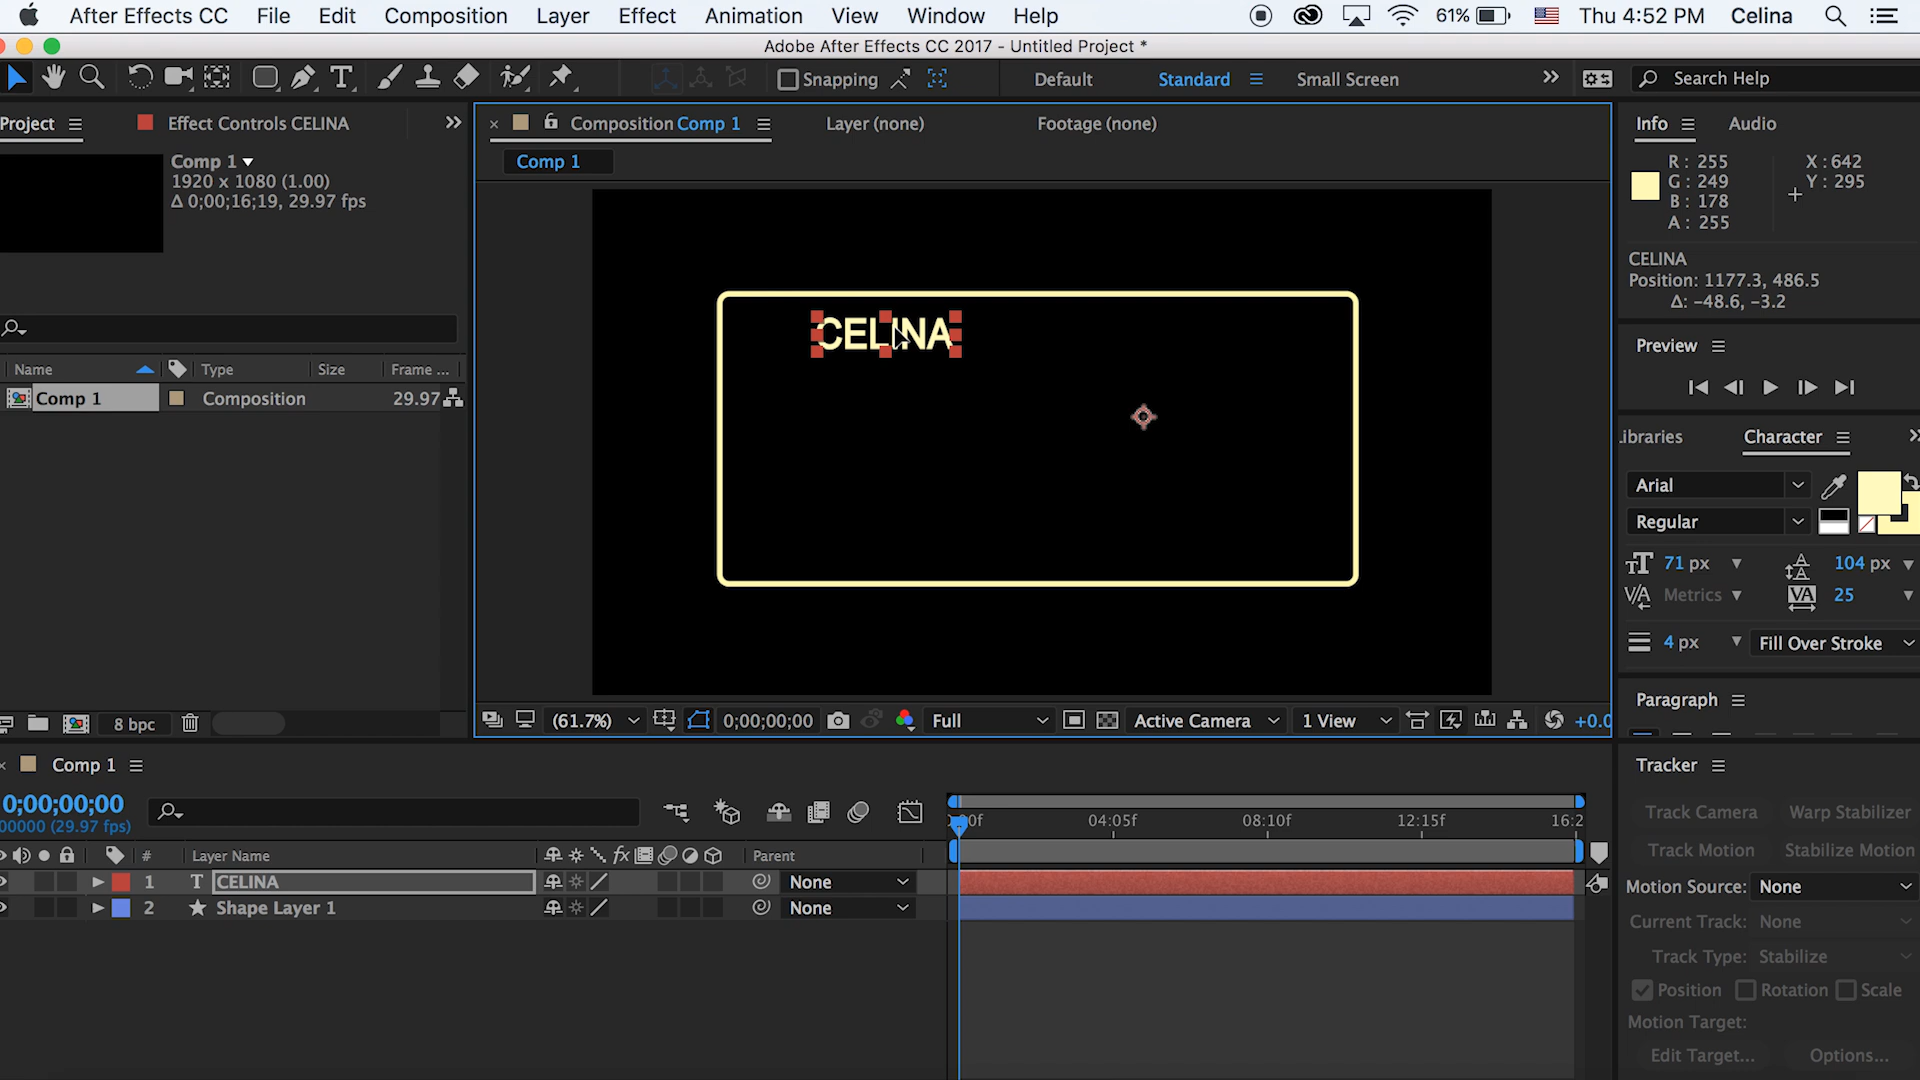 After Effects CC File Edit Composition Layer Effect Animation View Window Help 61% Thu 4:52 PM Celina
Adobe After Effects CC 2017 - Untitled Project *
Snapping Default Standard Small Screen Search Help
Project Effect Controls CELINA
Composition Comp 1 Layer (none) Footage (none)
Info Audio
Comp 1
1920 x 1080 (1.00)
Δ 0;00;16;19, 29.97 fps
Comp 1
R: 255
G: 249
B: 178
A: 255
X: 642
Y: 295
CELINA
Position: 1177.3, 486.5
Δ: -48.6, -3.2
CELINA
Preview
Name Type Size Frame ...
Comp 1 Composition 29.97
Libraries Character
Arial
Regular
71 px 104 px
Metrics 25
4 px Fill Over Stroke
Paragraph
8 bpc
(61.7%) 0;00;00;00 Full Active Camera 1 View +0.0
Comp 1
Tracker
0;00;00;00
00000 (29.97 fps)
04:05f 08:10f 12:15f 16:2
Track Camera Warp Stabilizer
Track Motion Stabilize Motion
# Layer Name fx Parent
1 T CELINA None
2 Shape Layer 1 None
Motion Source: None
Current Track: None
Track Type: Stabilize
Position Rotation Scale
Motion Target:
Edit Target... Options...